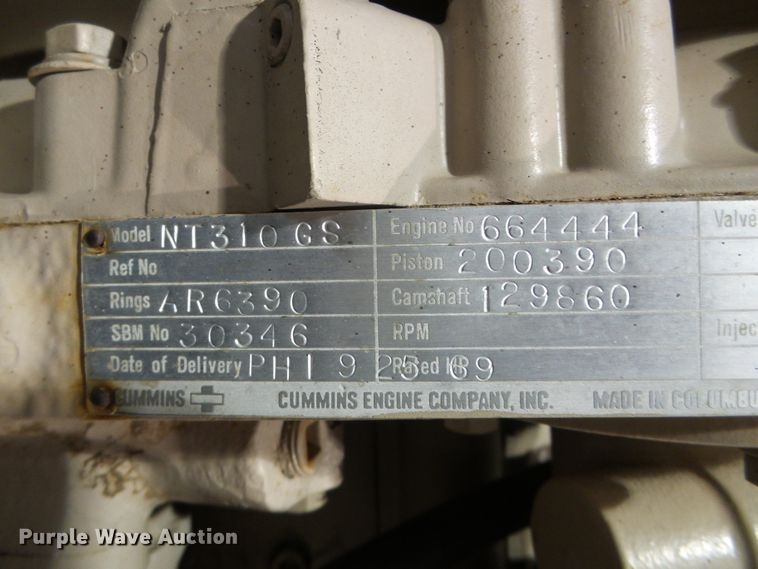 Model NT310 GS Engine No 664444 Valve
Ref No Piston 200390
Rings AR6390 Camshaft 129860
SBM No 30346 RPM Injec
Date of Delivery PH1 9 25 69 Rated HP
CUMMINS CUMMINS ENGINE COMPANY, INC. MADE IN COLUMBU
Purple Wave Auction